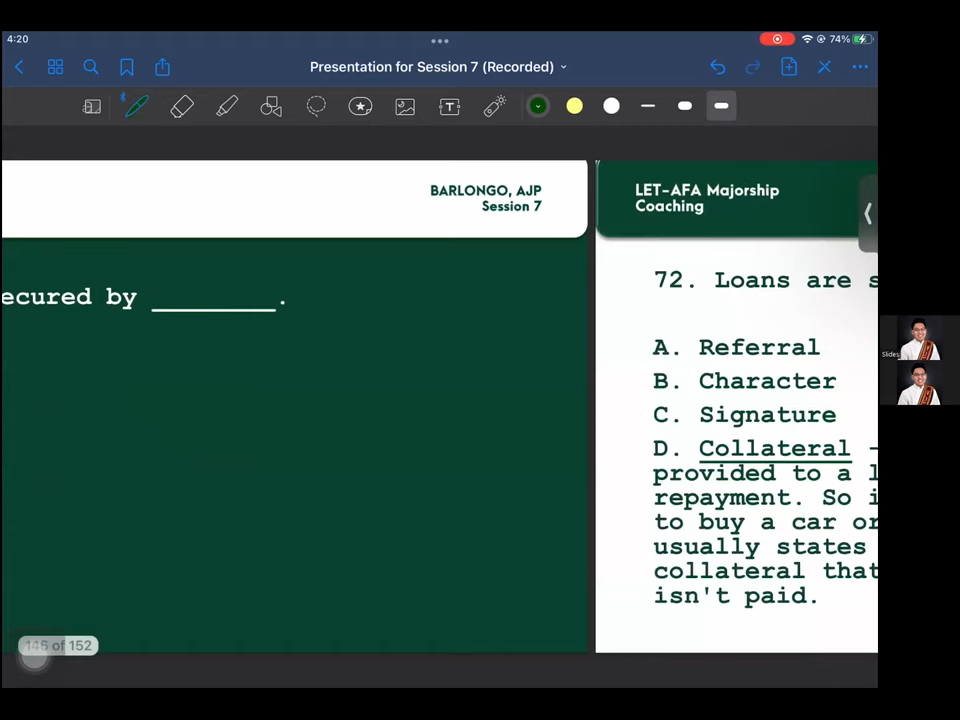 4:20
74%
Presentation for Session 7 (Recorded)
T
BARLONGO, AJP
Session 7
ecured by ________.
LET-AFA Majorship
Coaching
72. Loans are s
A. Referral
B. Character
C. Signature
D. Collateral -
provided to a l
repayment. So i
to buy a car or
usually states
collateral that
isn't paid.
146 of 152
Slides